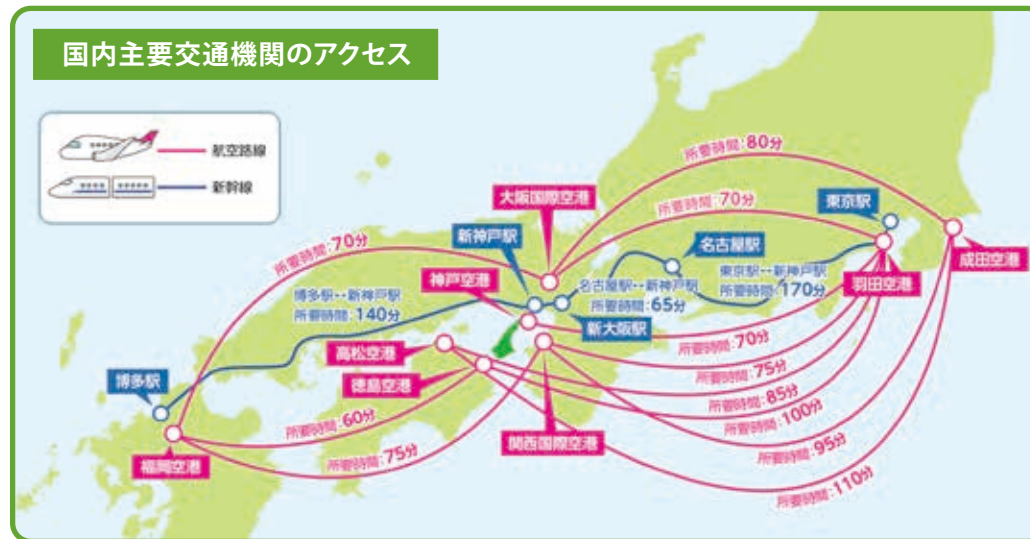 国内主要交通機関のアクセス
航空路線
新幹線
所要時間:80分
大阪国際空港
所要時間:70分
東京駅
新神戸駅
名古屋駅
所要時間:70分
成田空港
神戸空港
名古屋駅↔新神戸駅
所要時間:65分
東京駅↔新神戸駅
所要時間:170分
羽田空港
博多駅↔新神戸駅
所要時間:140分
新大阪駅
高松空港
所要時間:70分
徳島空港
所要時間:75分
博多駅
所要時間:85分
所要時間:60分
所要時間:100分
関西国際空港
所要時間:75分
所要時間:95分
福岡空港
所要時間:110分